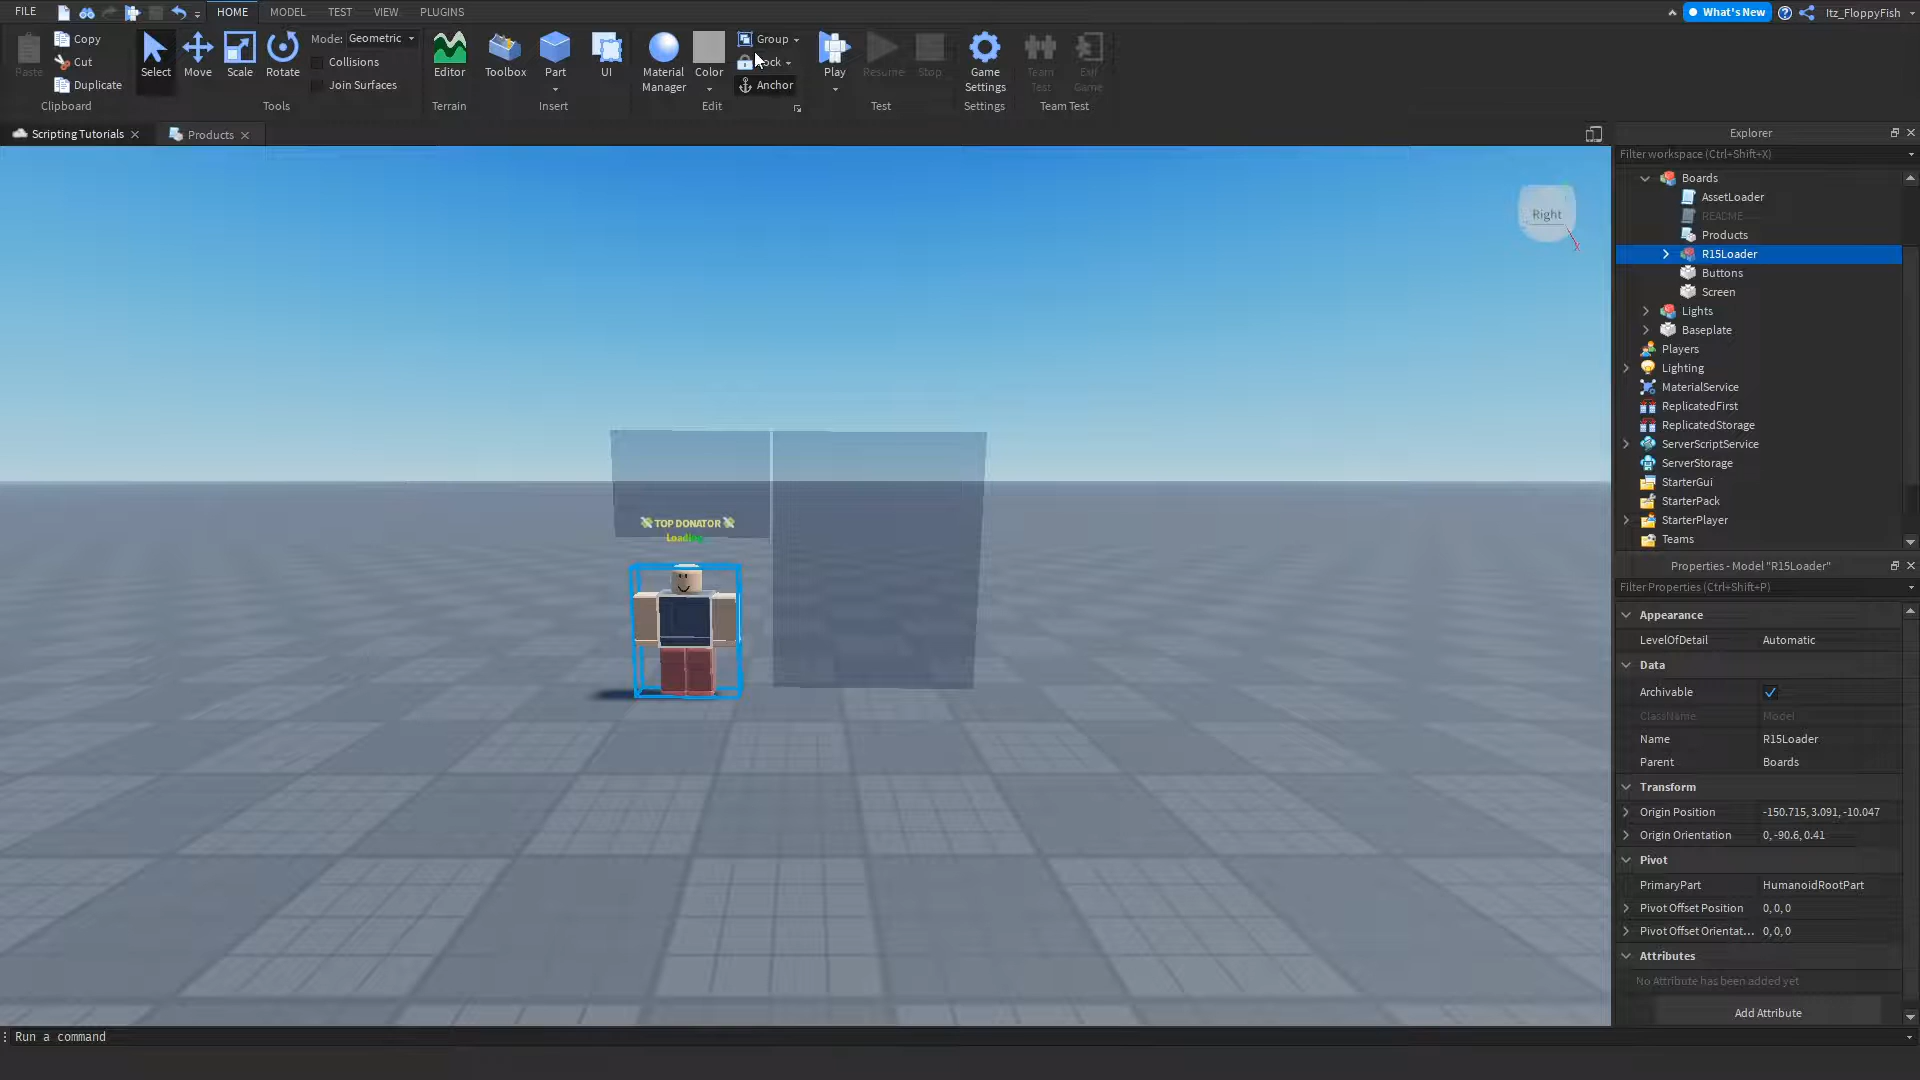 FILE
HOME
MODEL
TEST
VIEW
PLUGINS
What's New
Itz_FloppyFish
Paste
Copy
Cut
Duplicate
Clipboard
Select
Move
Scale
Rotate
Mode: Geometric
Collisions
Join Surfaces
Tools
Editor
Terrain
Toolbox
Part
UI
Insert
Material Manager
Color
Group
Lock
Anchor
Edit
Play
Resume
Stop
Test
Game Settings
Settings
Team Test
Exit Game
Team Test
Scripting Tutorials
Products
Right
TOP DONATOR
Loading
Explorer
Filter workspace (Ctrl+Shift+X)
Boards
AssetLoader
README
Products
R15Loader
Buttons
Screen
Lights
Baseplate
Players
Lighting
MaterialService
ReplicatedFirst
ReplicatedStorage
ServerScriptService
ServerStorage
StarterGui
StarterPack
StarterPlayer
Teams
Properties - Model "R15Loader"
Filter Properties (Ctrl+Shift+P)
Appearance
LevelOfDetail Automatic
Data
Archivable
ClassName Model
Name R15Loader
Parent Boards
Transform
Origin Position -150.715, 3.091, -10.047
Origin Orientation 0, -90.6, 0.41
Pivot
PrimaryPart HumanoidRootPart
Pivot Offset Position 0, 0, 0
Pivot Offset Orientat... 0, 0, 0
Attributes
No Attribute has been added yet
Add Attribute
Run a command